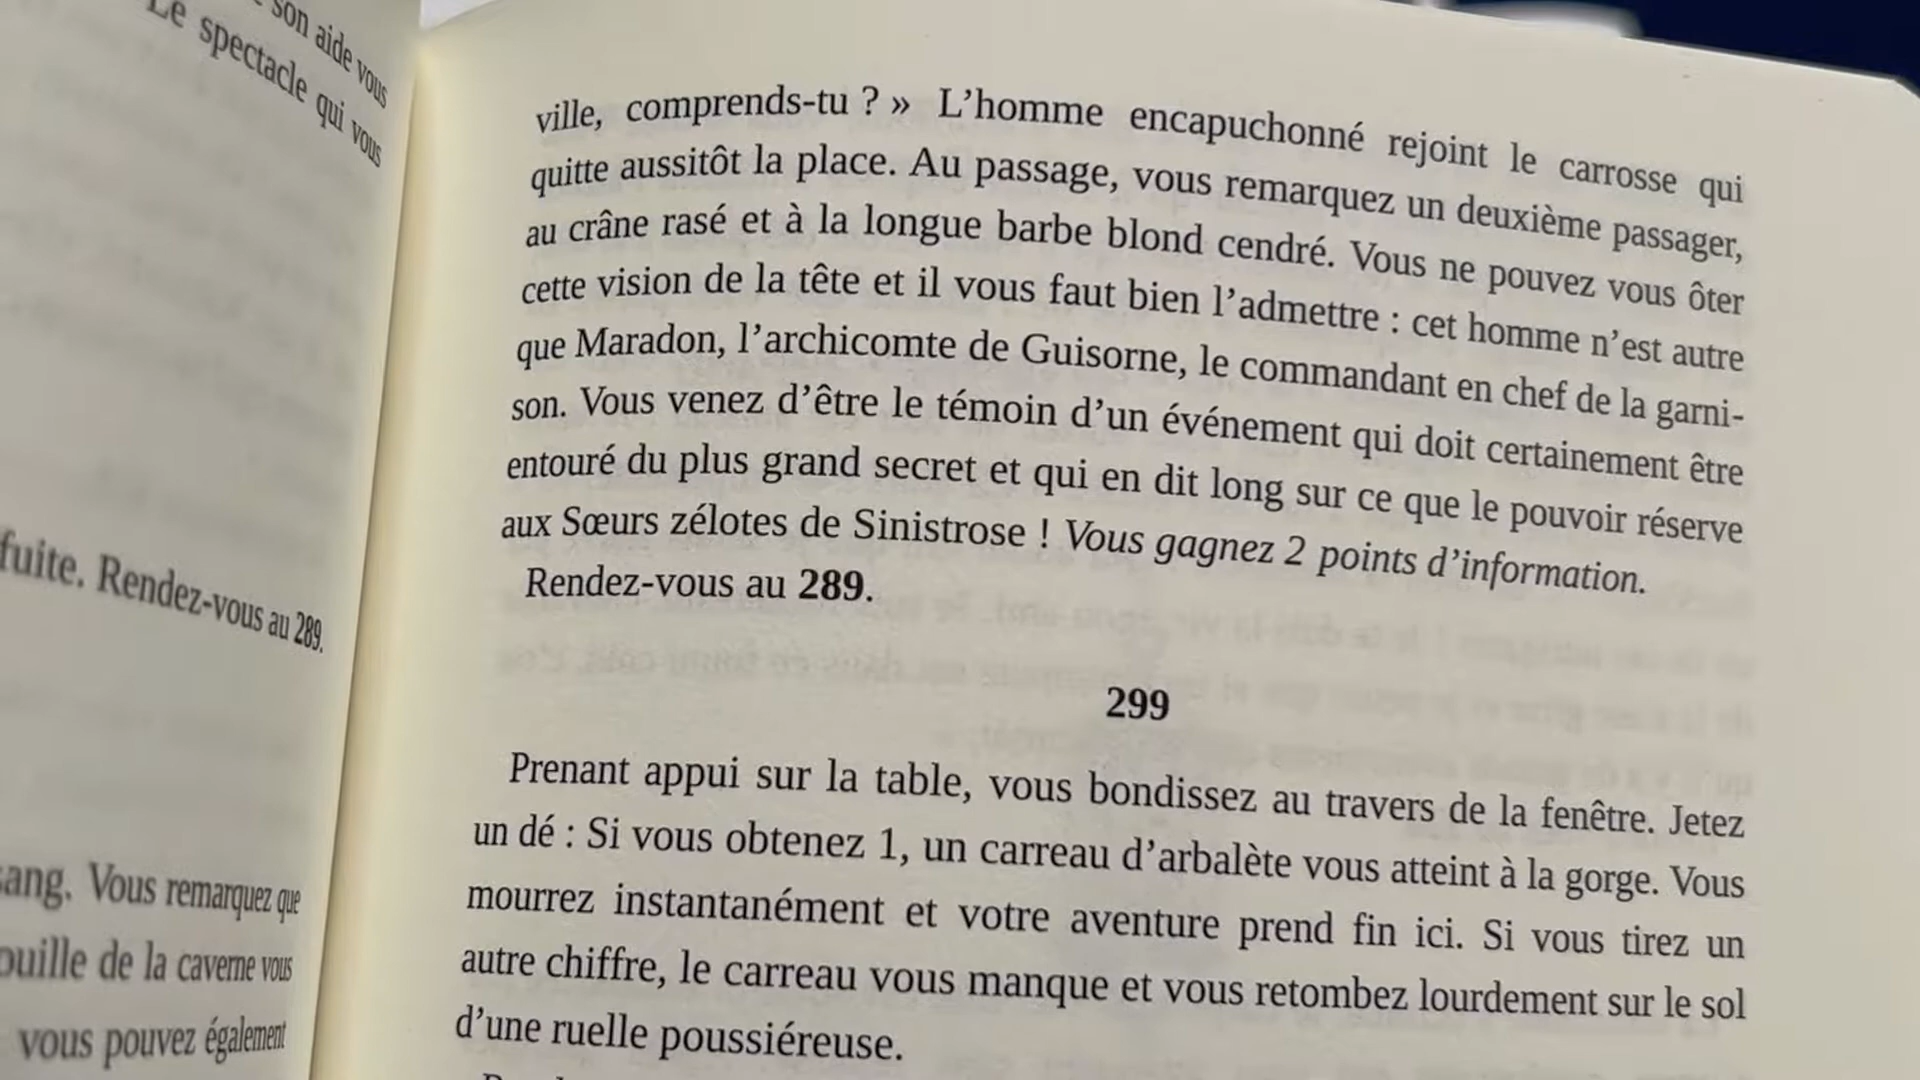 son aide vous
Le spectacle qui vous
fuite. Rendez-vous au 289.
sang. Vous remarquez que
de la caverne vous
vous pouvez également
ville, comprends-tu ? » L’homme encapuchonné rejoint le carrosse qui
quitte aussitôt la place. Au passage, vous remarquez un deuxième passager,
au crâne rasé et à la longue barbe blond cendré. Vous ne pouvez vous ôter
cette vision de la tête et il vous faut bien l’admettre : cet homme n’est autre
que Maradon, l’archicomte de Guisorne, le commandant en chef de la garni-
son. Vous venez d’être le témoin d’un événement qui doit certainement être
entouré du plus grand secret et qui en dit long sur ce que le pouvoir réserve
aux Sœurs zélotes de Sinistrose ! Vous gagnez 2 points d’information.
Rendez-vous au 289.
299
Prenant appui sur la table, vous bondissez au travers de la fenêtre. Jetez
un dé : Si vous obtenez 1, un carreau d’arbalète vous atteint à la gorge. Vous
mourrez instantanément et votre aventure prend fin ici. Si vous tirez un
autre chiffre, le carreau vous manque et vous retombez lourdement sur le sol
d’une ruelle poussiéreuse.